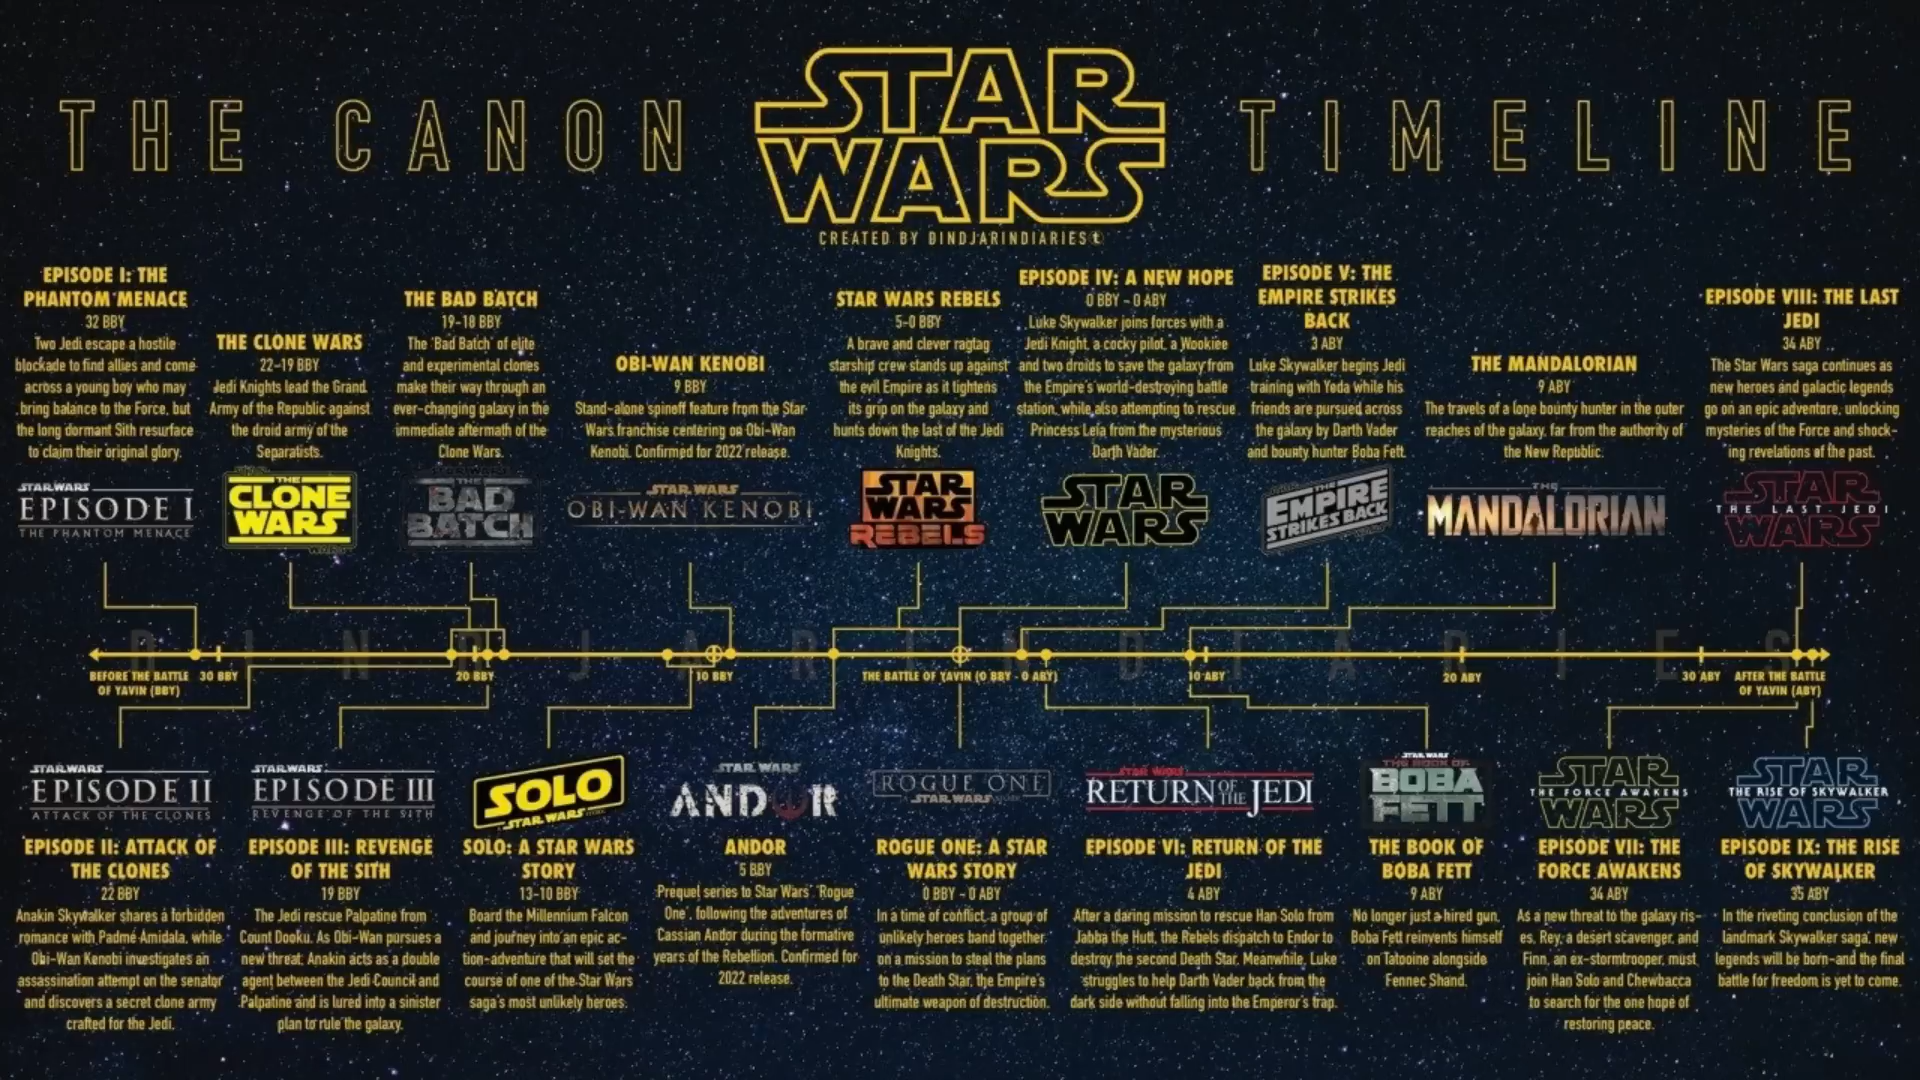 THE CANON
STAR
WARS
TIMELINE
CREATED BY DINDJARINDIARIES
EPISODE I: THE
PHANTOM MENACE
32 BBY
Two Jedi escape a hostile
blockade to find allies and come
across a young boy who may
bring balance to the Force, but
the long dormant Sith resurface
to claim their original glory.
THE CLONE WARS
22-19 BBY
Jedi Knights lead the Grand
Army of the Republic against
the droid army of the
Separatists.
THE BAD BATCH
19-18 BBY
The 'Bad Batch' of elite
and experimental clones
make their way through an
ever-changing galaxy in the
immediate aftermath of the
Clone Wars.
OBI-WAN KENOBI
9 BBY
Stand-alone spinoff feature from the Star
Wars franchise centering on Obi-Wan
Kenobi. Confirmed for 2022 release.
STAR WARS REBELS
5-0 BBY
A brave and clever ragtag
starship crew stands up against
the evil Empire as it tightens
its grip on the galaxy and
hunts down the last of the Jedi
Knights.
EPISODE IV: A NEW HOPE
0 BBY - 0 ABY
Luke Skywalker joins forces with a
Jedi Knight, a cocky pilot, a Wookiee
and two droids to save the galaxy from
the Empire's world-destroying battle
station, while also attempting to rescue
Princess Leia from the mysterious
Darth Vader.
EPISODE V: THE
EMPIRE STRIKES
BACK
3 ABY
Luke Skywalker begins Jedi
training with Yoda while his
friends are pursued across
the galaxy by Darth Vader
and bounty hunter Boba Fett.
THE MANDALORIAN
9 ABY
The travels of a lone bounty hunter in the outer
reaches of the galaxy, far from the authority of
the New Republic.
EPISODE VIII: THE LAST
JEDI
34 ABY
The Star Wars saga continues as
new heroes and galactic legends
go on an epic adventure, unlocking
mysteries of the Force and shock-
ing revelations of the past.
STAR WARS
EPISODE I
THE PHANTOM MENACE
THE
CLONE
WARS
THE
BAD
BATCH
STAR WARS
OBI-WAN KENOBI
STAR
WARS
REBELS
STAR
WARS
THE
EMPIRE
STRIKES BACK
THE
MANDALORIAN
STAR
THE LAST JEDI
WARS
DINDJARINDIARIES
BEFORE THE BATTLE
OF YAVIN (BBY)
30 BBY
20 BBY
10 BBY
THE BATTLE OF YAVIN (0 BBY - 0 ABY)
10 ABY
20 ABY
30 ABY
AFTER THE BATTLE
OF YAVIN (ABY)
STAR WARS
EPISODE II
ATTACK OF THE CLONES
STAR WARS
EPISODE III
REVENGE OF THE SITH
SOLO
A STAR WARS
STAR WARS
ANDOR
ROGUE ONE
A STAR WARS STORY
STAR WARS
RETURN OF THE JEDI
STAR WARS
THE BOOK OF
BOBA
FETT
STAR
THE FORCE AWAKENS
WARS
STAR
THE RISE OF SKYWALKER
WARS
EPISODE II: ATTACK OF
THE CLONES
22 BBY
Anakin Skywalker shares a forbidden
romance with Padmé Amidala, while
Obi-Wan Kenobi investigates an
assassination attempt on the senator
and discovers a secret clone army
crafted for the Jedi.
EPISODE III: REVENGE
OF THE SITH
19 BBY
The Jedi rescue Palpatine from
Count Dooku. As Obi-Wan pursues a
new threat, Anakin acts as a double
agent between the Jedi Council and
Palpatine and is lured into a sinister
plan to rule the galaxy.
SOLO: A STAR WARS
STORY
13-10 BBY
Board the Millennium Falcon
and journey into an epic ac-
tion-adventure that will set the
course of one of the Star Wars
saga's most unlikely heroes.
ANDOR
5 BBY
Prequel series to Star Wars' 'Rogue
One', following the adventures of
Cassian Andor during the formative
years of the Rebellion. Confirmed for
2022 release.
ROGUE ONE: A STAR
WARS STORY
0 BBY - 0 ABY
In a time of conflict, a group of
unlikely heroes band together
on a mission to steal the plans
to the Death Star, the Empire's
ultimate weapon of destruction.
EPISODE VI: RETURN OF THE
JEDI
4 ABY
After a daring mission to rescue Han Solo from
Jabba the Hutt, the Rebels dispatch to Endor to
destroy the second Death Star. Meanwhile, Luke
struggles to help Darth Vader back from the
dark side without falling into the Emperor's trap.
THE BOOK OF
BOBA FETT
9 ABY
No longer just a hired gun,
Boba Fett reinvents himself
on Tatooine alongside
Fennec Shand.
EPISODE VII: THE
FORCE AWAKENS
34 ABY
As a new threat to the galaxy ris-
es, Rey, a desert scavenger, and
Finn, an ex-stormtrooper, must
join Han Solo and Chewbacca
to search for the one hope of
restoring peace.
EPISODE IX: THE RISE
OF SKYWALKER
35 ABY
In the riveting conclusion of the
landmark Skywalker saga, new
legends will be born-and the final
battle for freedom is yet to come.